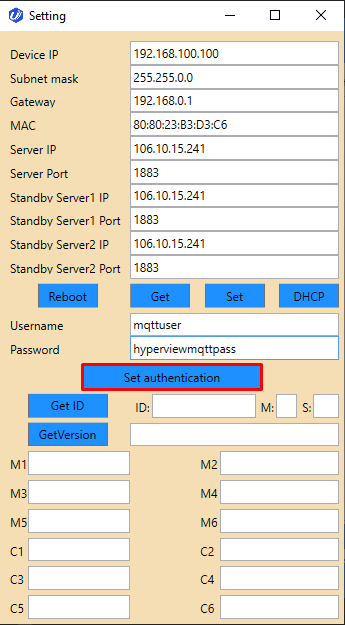 Setting
Device IP 192.168.100.100
Subnet mask 255.255.0.0
Gateway 192.168.0.1
MAC 80:80:23:B3:D3:C6
Server IP 106.10.15.241
Server Port 1883
Standby Server1 IP 106.10.15.241
Standby Server1 Port 1883
Standby Server2 IP 106.10.15.241
Standby Server2 Port 1883
Reboot Get Set DHCP
Username mqttuser
Password hyperviewmqttpass
Set authentication
Get ID ID: M: S:
GetVersion
M1 M2
M3 M4
M5 M6
C1 C2
C3 C4
C5 C6